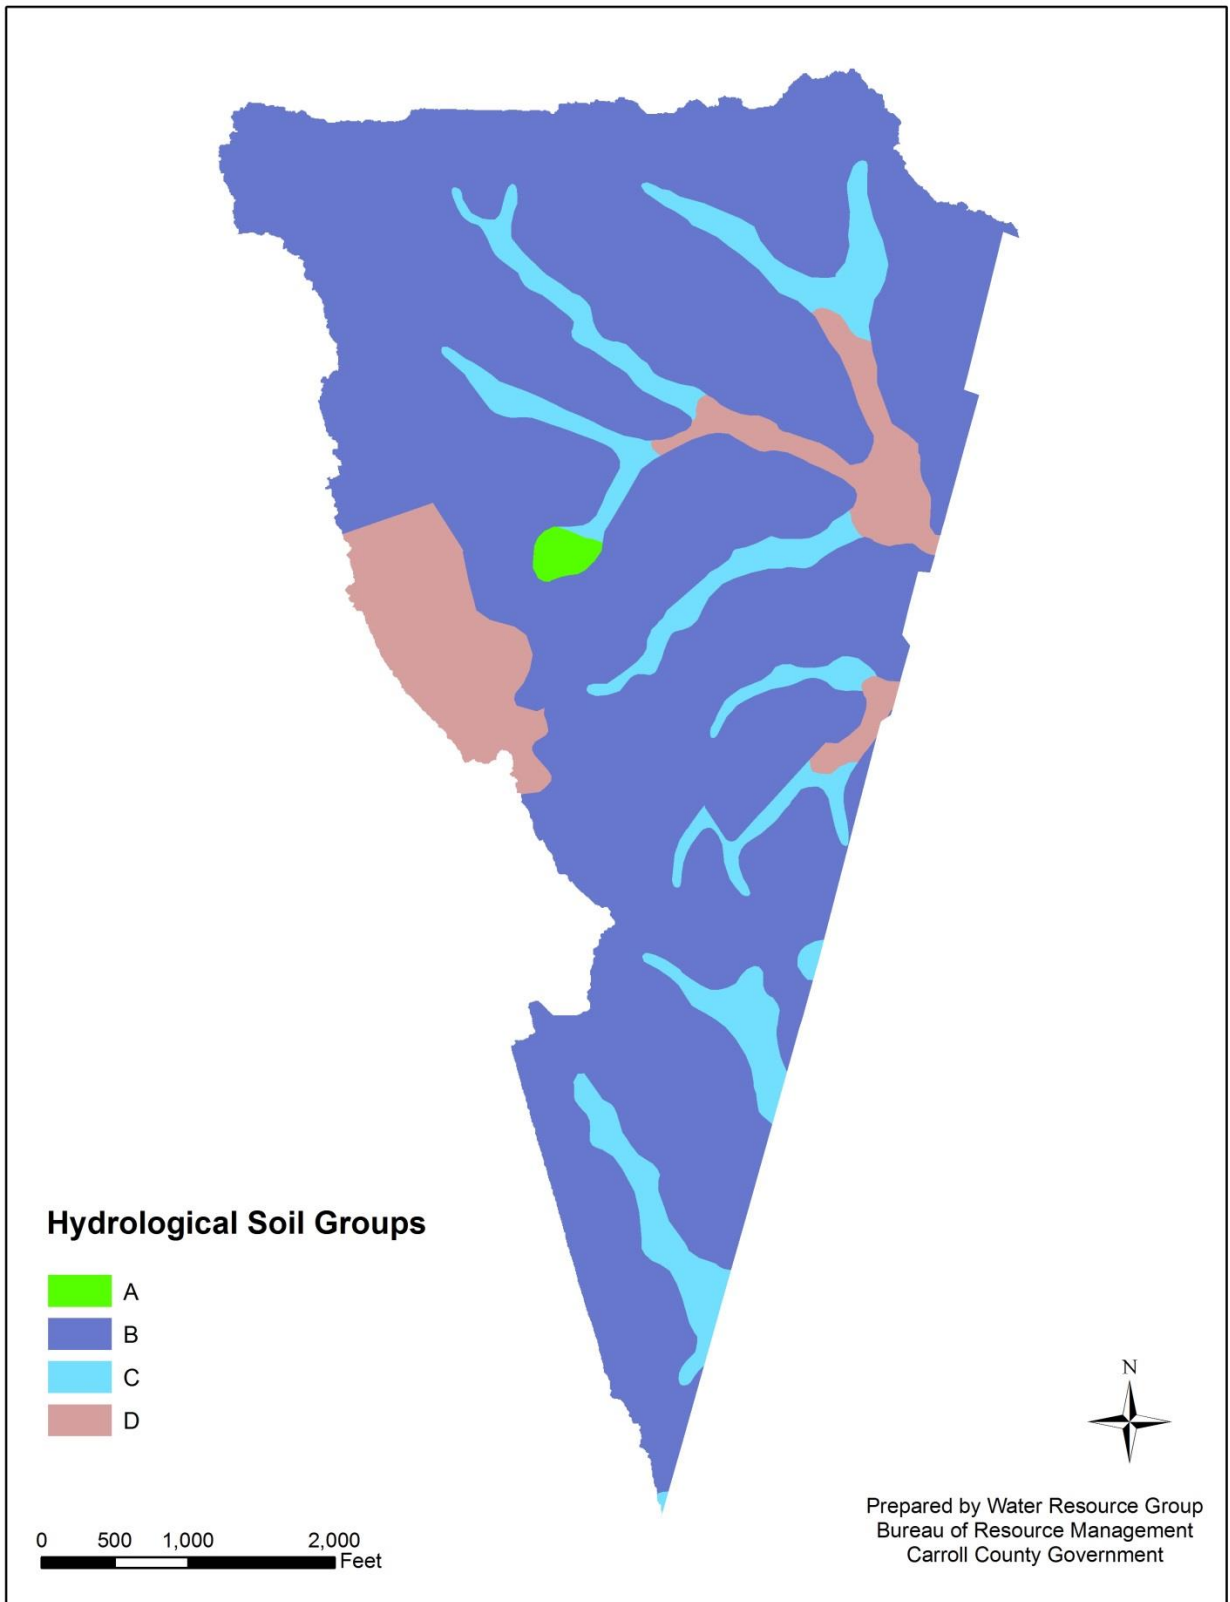 Hydrological Soil Groups
A
B
C
D
0 500 1,000 2,000
Feet
N
Prepared by Water Resource Group
Bureau of Resource Management
Carroll County Government